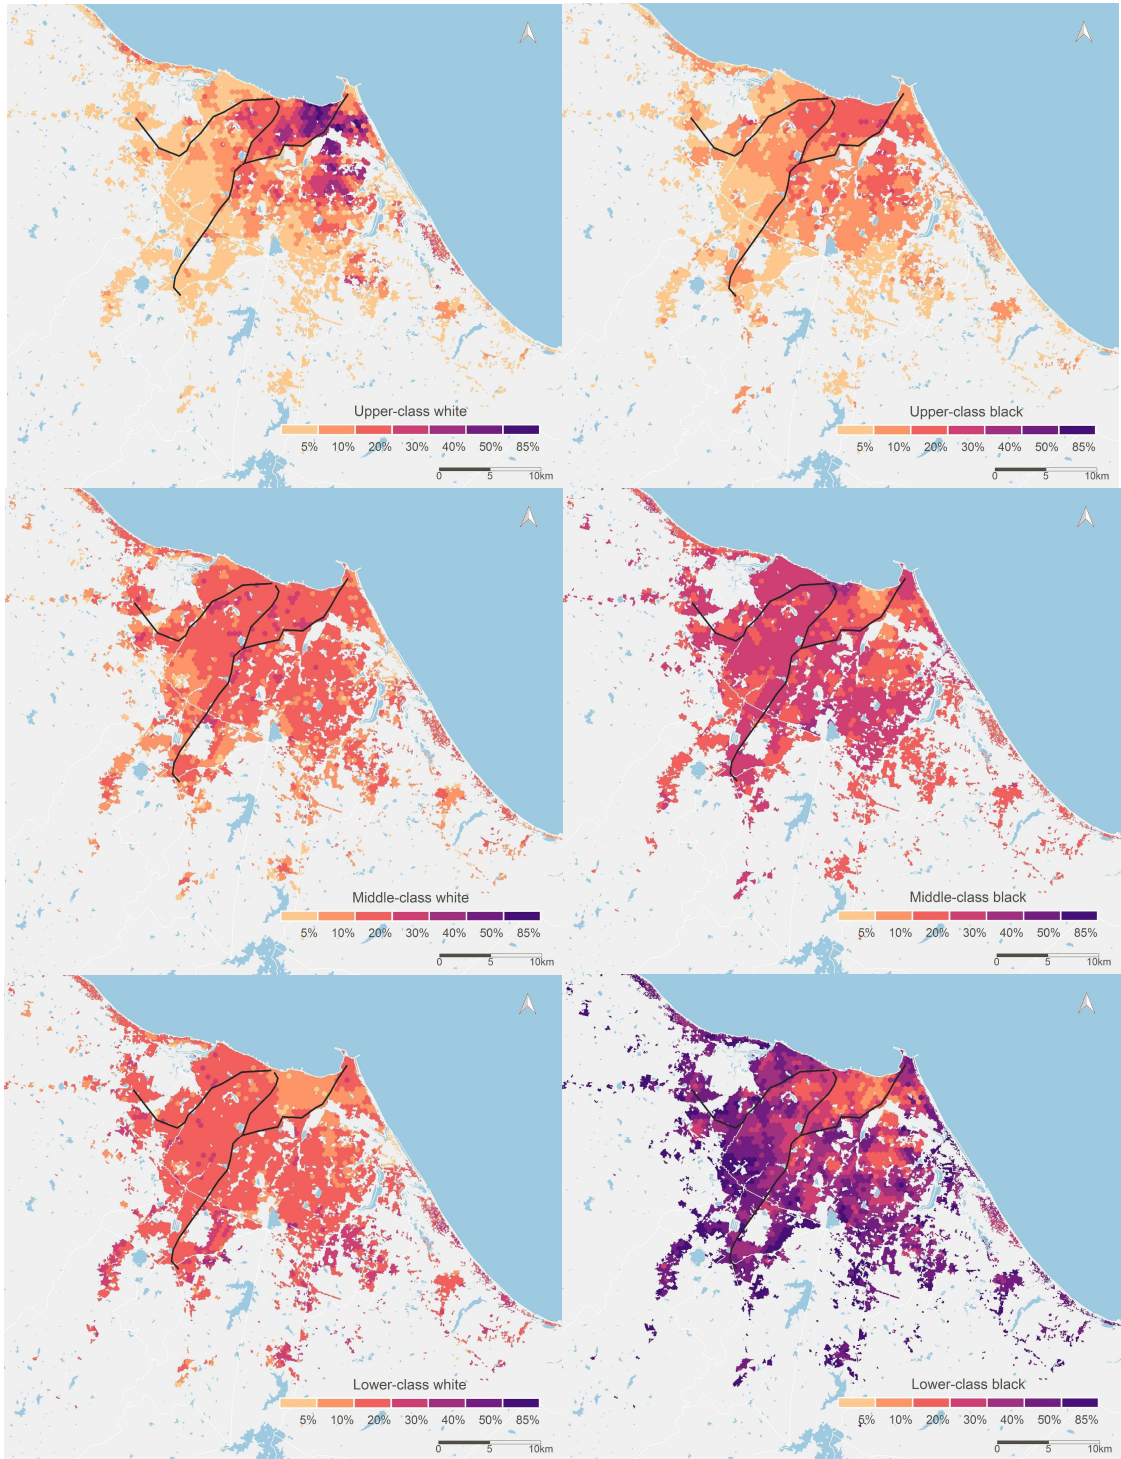 Upper-class white
5% 10% 20% 30% 40% 50% 85%
0 5 10km
Upper-class black
5% 10% 20% 30% 40% 50% 85%
0 5 10km
Middle-class white
5% 10% 20% 30% 40% 50% 85%
0 5 10km
Middle-class black
5% 10% 20% 30% 40% 50% 85%
0 5 10km
Lower-class white
5% 10% 20% 30% 40% 50% 85%
0 5 10km
Lower-class black
5% 10% 20% 30% 40% 50% 85%
0 5 10km